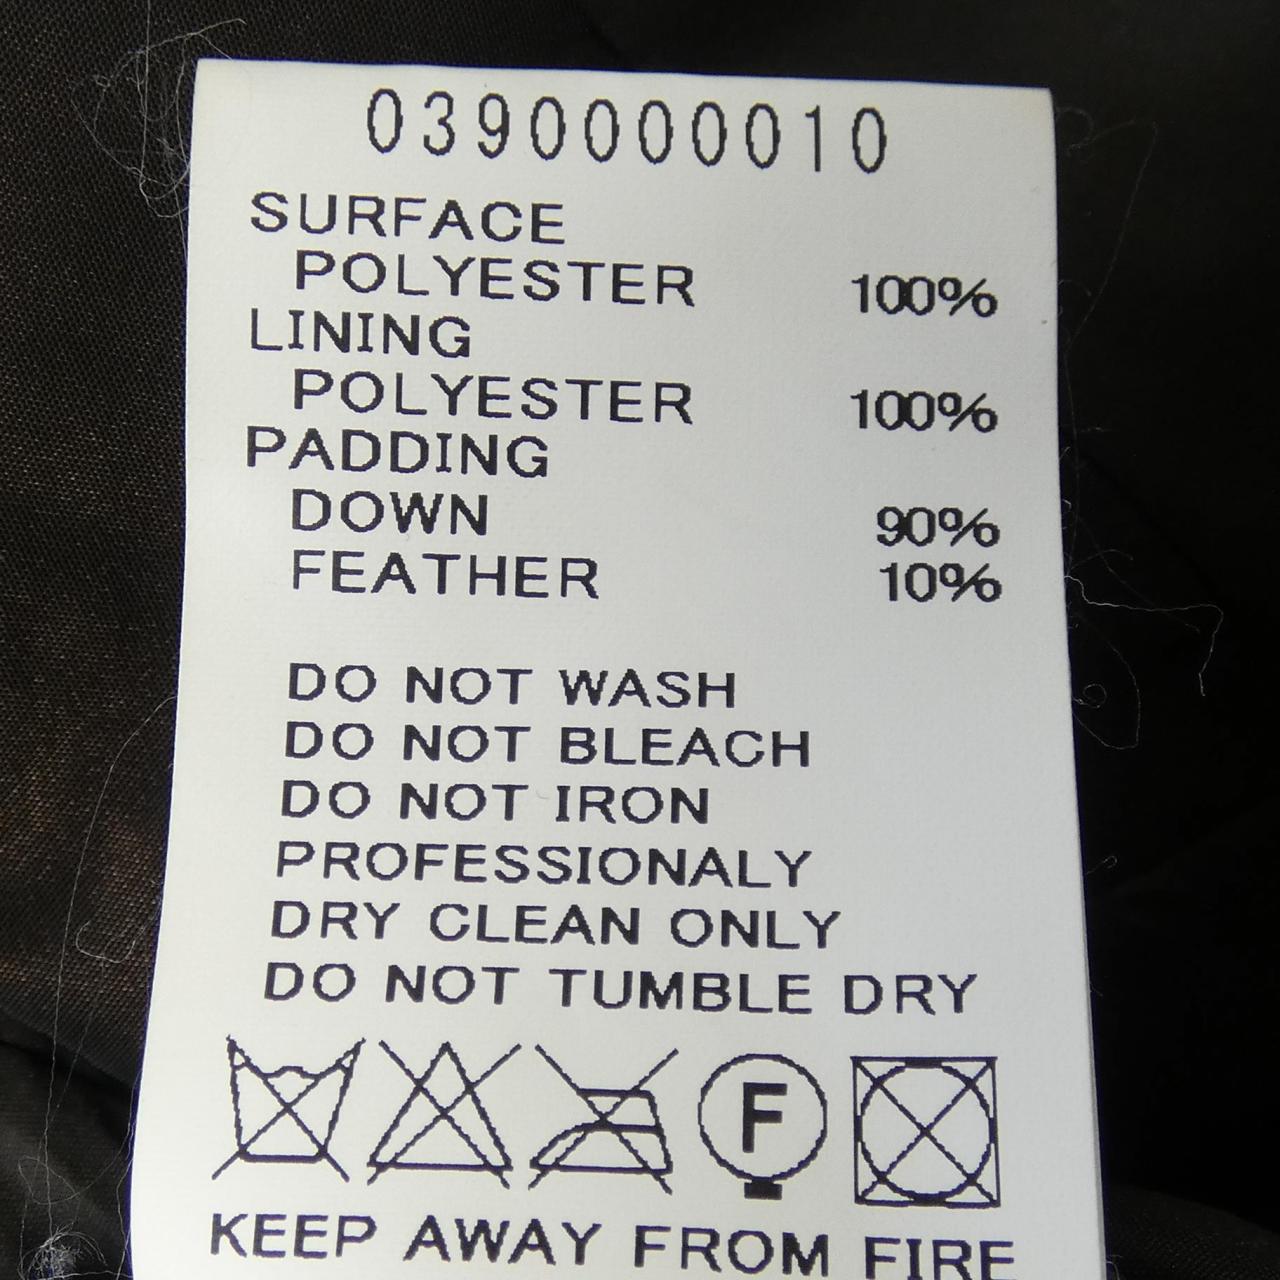 0390000010
SURFACE
POLYESTER 100%
LINING
POLYESTER 100%
PADDING
DOWN 90%
FEATHER 10%
DO NOT WASH
DO NOT BLEACH
DO NOT IRON
PROFESSIONALY
DRY CLEAN ONLY
DO NOT TUMBLE DRY
F
KEEP AWAY FROM FIRE